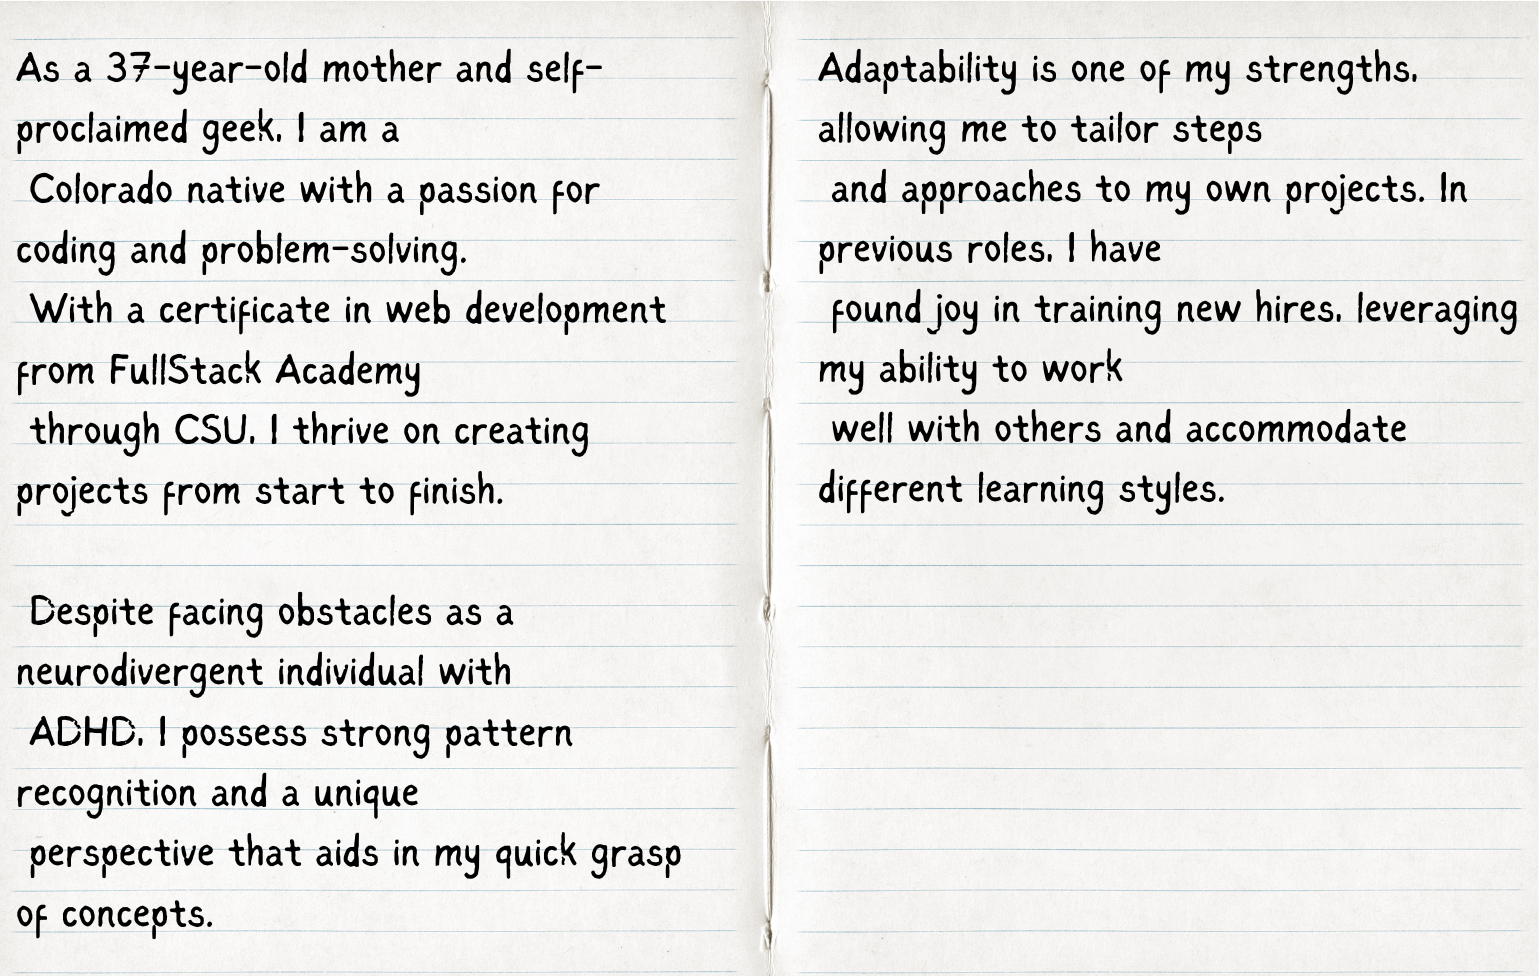 As a 37-year-old mother and self-
proclaimed geek, I am a
Colorado native with a passion for
coding and problem-solving.
With a certificate in web development
from FullStack Academy
through CSU, I thrive on creating
projects from start to finish.
Despite facing obstacles as a
neurodivergent individual with
ADHD, I possess strong pattern
recognition and a unique
perspective that aids in my quick grasp
of concepts.
Adaptability is one of my strengths,
allowing me to tailor steps
and approaches to my own projects. In
previous roles, I have
found joy in training new hires, leveraging
my ability to work
well with others and accommodate
different learning styles.